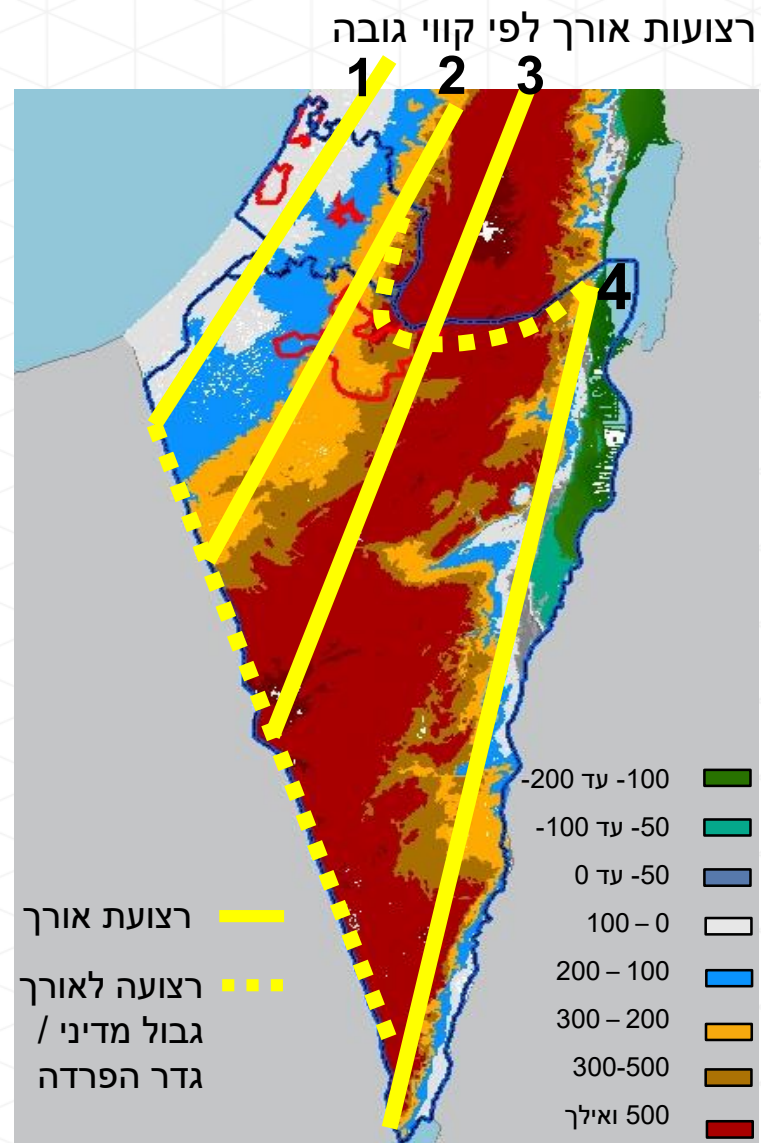 רצועות אורך לפי קווי גובה
1 2 3
4
-200 עד -100
-100 עד -50
0 עד -50
0 – 100
100 – 200
200 – 300
300-500
500 ואילך
רצועת אורך
רצועה לאורך
גבול מדיני /
גדר הפרדה